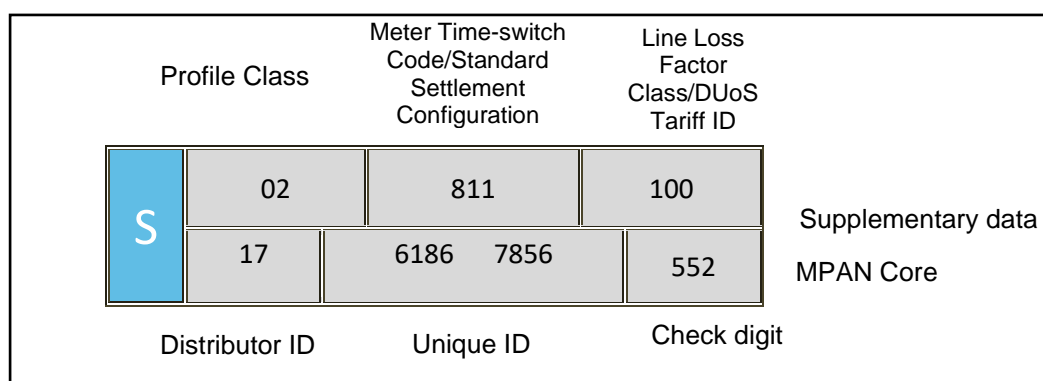 Profile Class
Meter Time-switch
Code/Standard
Settlement
Configuration
Line Loss
Factor
Class/DUoS
Tariff ID
S
02 811 100
Supplementary data
17 6186 7856 552
MPAN Core
Distributor ID Unique ID Check digit